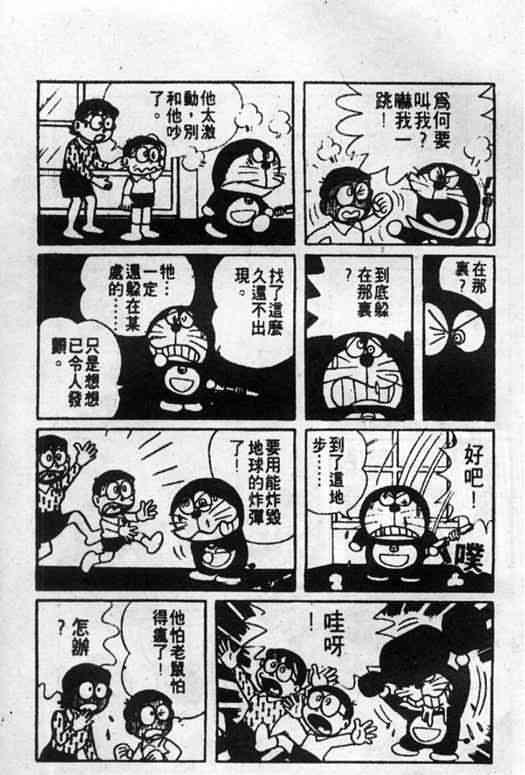 爲何要
叫我？
嚇我一
跳！
他太激
動，別
和他吵
了。
在那
裏？
到底躲
在那裏
？
找了這麽
久還不出
現。
牠…
一定
還躲在某
處的……
只是想想
已令人發
顫。
好吧！
到了這地
步……
噗
要用能炸毀
地球的炸彈
了！
哇呀
！
他怕老鼠怕
得瘋了！
怎辦
？